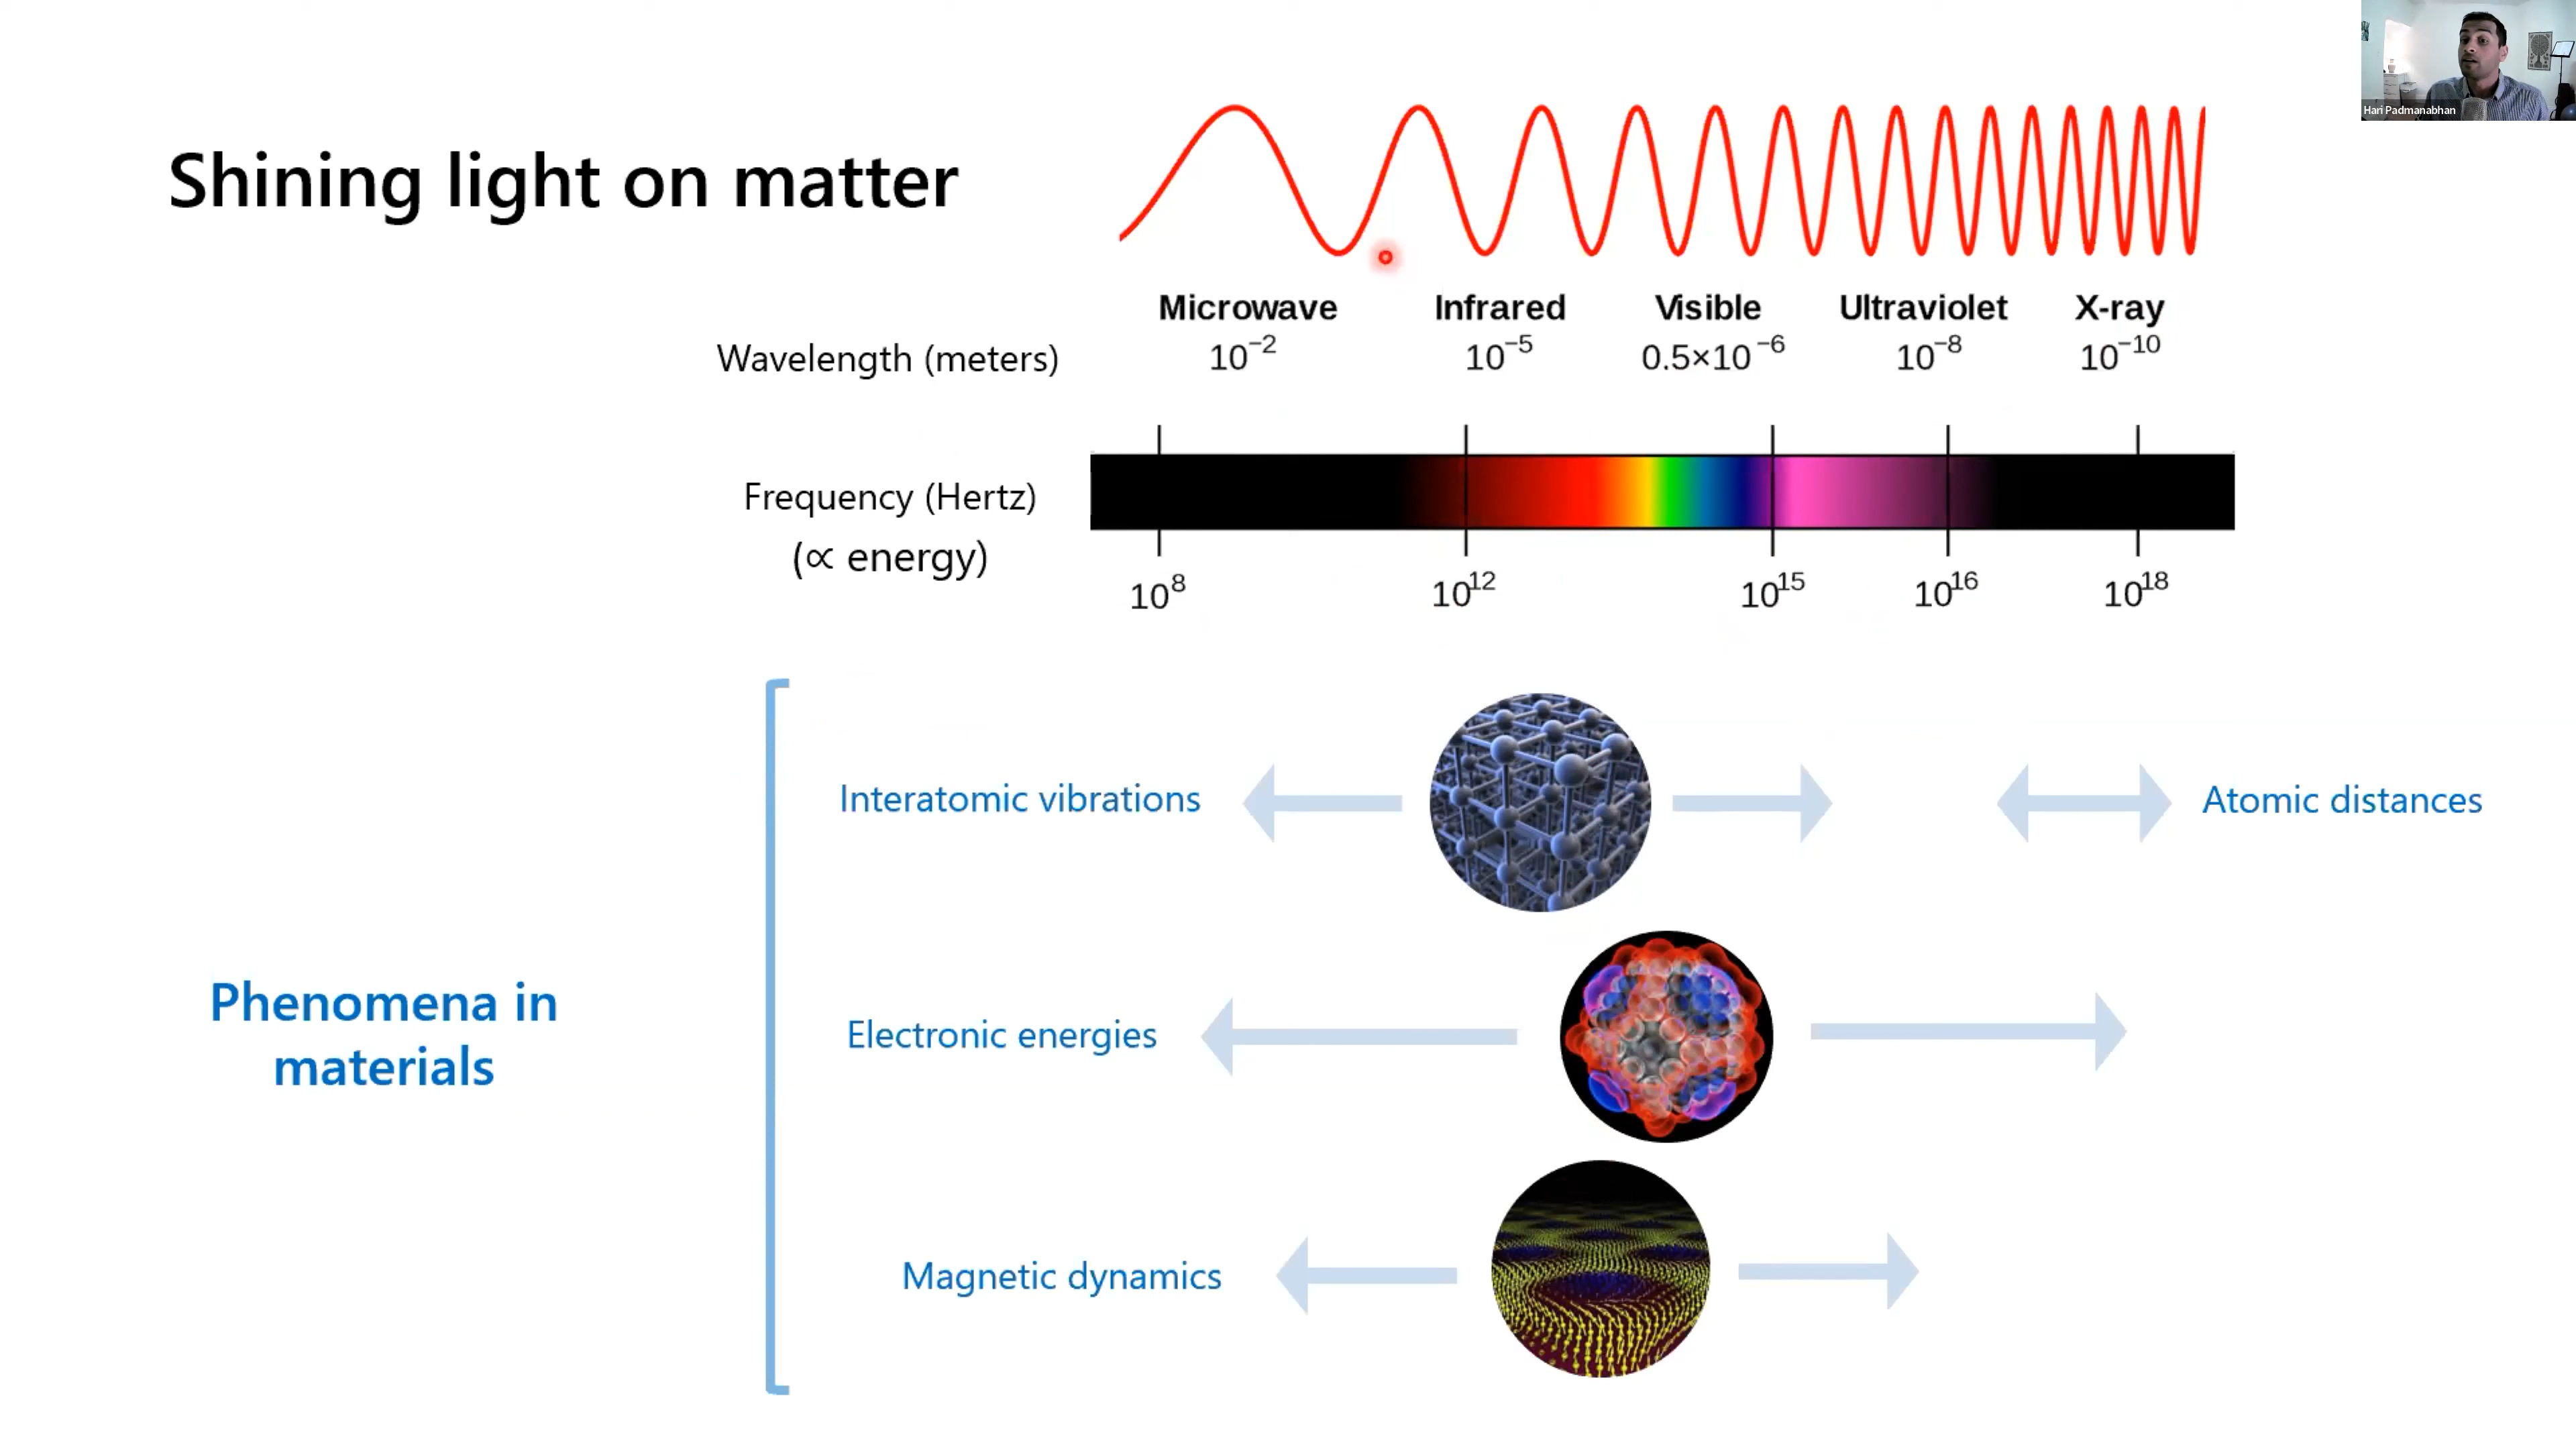 Hari Padmanabhan
Shining light on matter
Microwave Infrared Visible Ultraviolet X-ray
Wavelength (meters) 10⁻² 10⁻⁵ 0.5×10⁻⁶ 10⁻⁸ 10⁻¹⁰
Frequency (Hertz)
(∝ energy)
10⁸ 10¹² 10¹⁵ 10¹⁶ 10¹⁸
Interatomic vibrations Atomic distances
Phenomena in
materials
Electronic energies
Magnetic dynamics